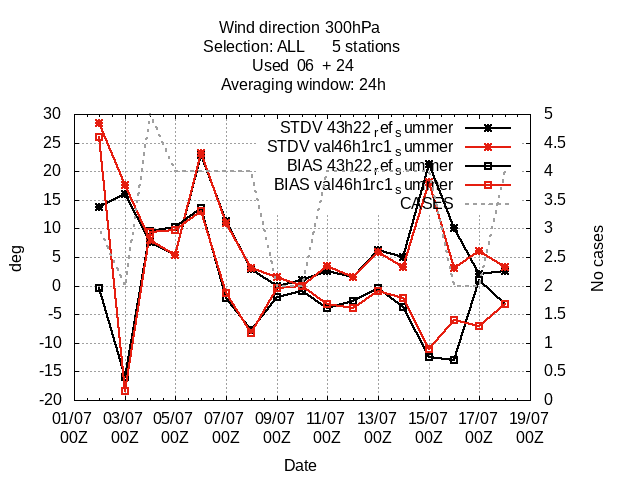 Wind direction 300hPa
Selection: ALL 5 stations
Used 06 + 24
Averaging window: 24h
STDV 43h22_ref_summer
STDV val46h1rc1_summer
BIAS 43h22_ref_summer
BIAS val46h1rc1_summer
CASES
30
25
20
15
10
5
0
-5
-10
-15
-20
deg
5
4.5
4
3.5
3
2.5
2
1.5
1
0.5
0
No cases
01/07 03/07 05/07 07/07 09/07 11/07 13/07 15/07 17/07 19/07
00Z 00Z 00Z 00Z 00Z 00Z 00Z 00Z 00Z 00Z
Date